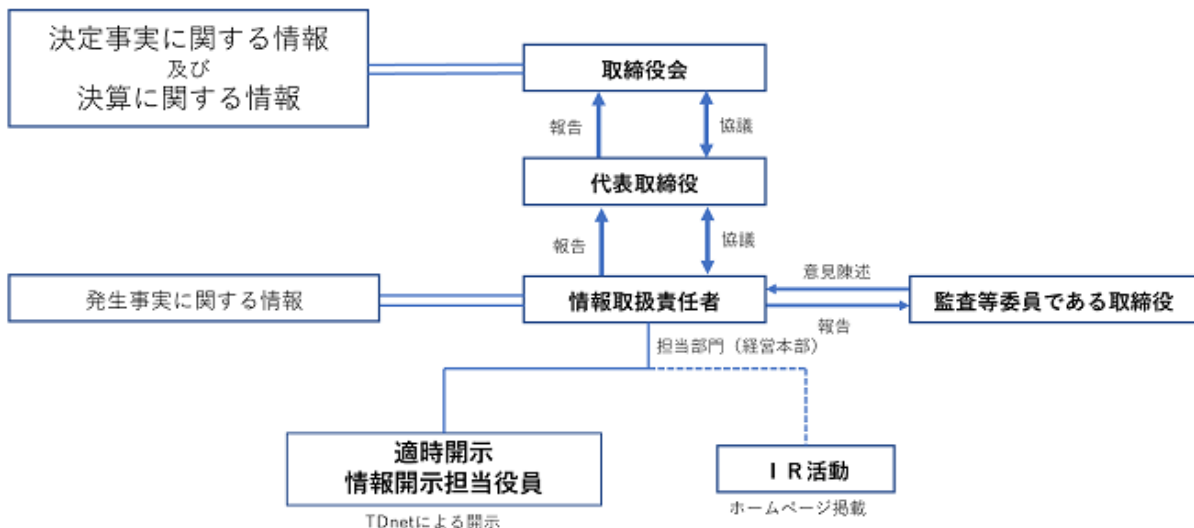 決定事実に関する情報
及び
決算に関する情報
取締役会
報告
協議
代表取締役
報告
協議
発生事実に関する情報
情報取扱責任者
意見陳述
報告
監査等委員である取締役
担当部門（経営本部）
適時開示
情報開示担当役員
TDnetによる開示
ＩＲ活動
ホームページ掲載